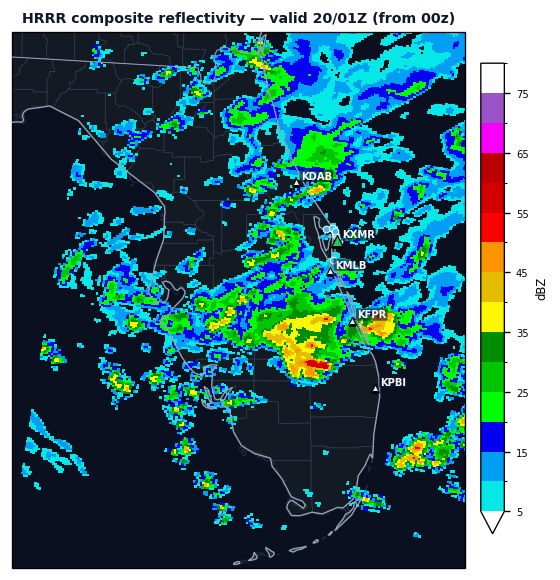 HRRR composite reflectivity — valid 20/01Z (from 00z)
75
65
KDAB
55
KXMR
KMLB
45
dBZ
KFPR
35
KPBI
25
15
5